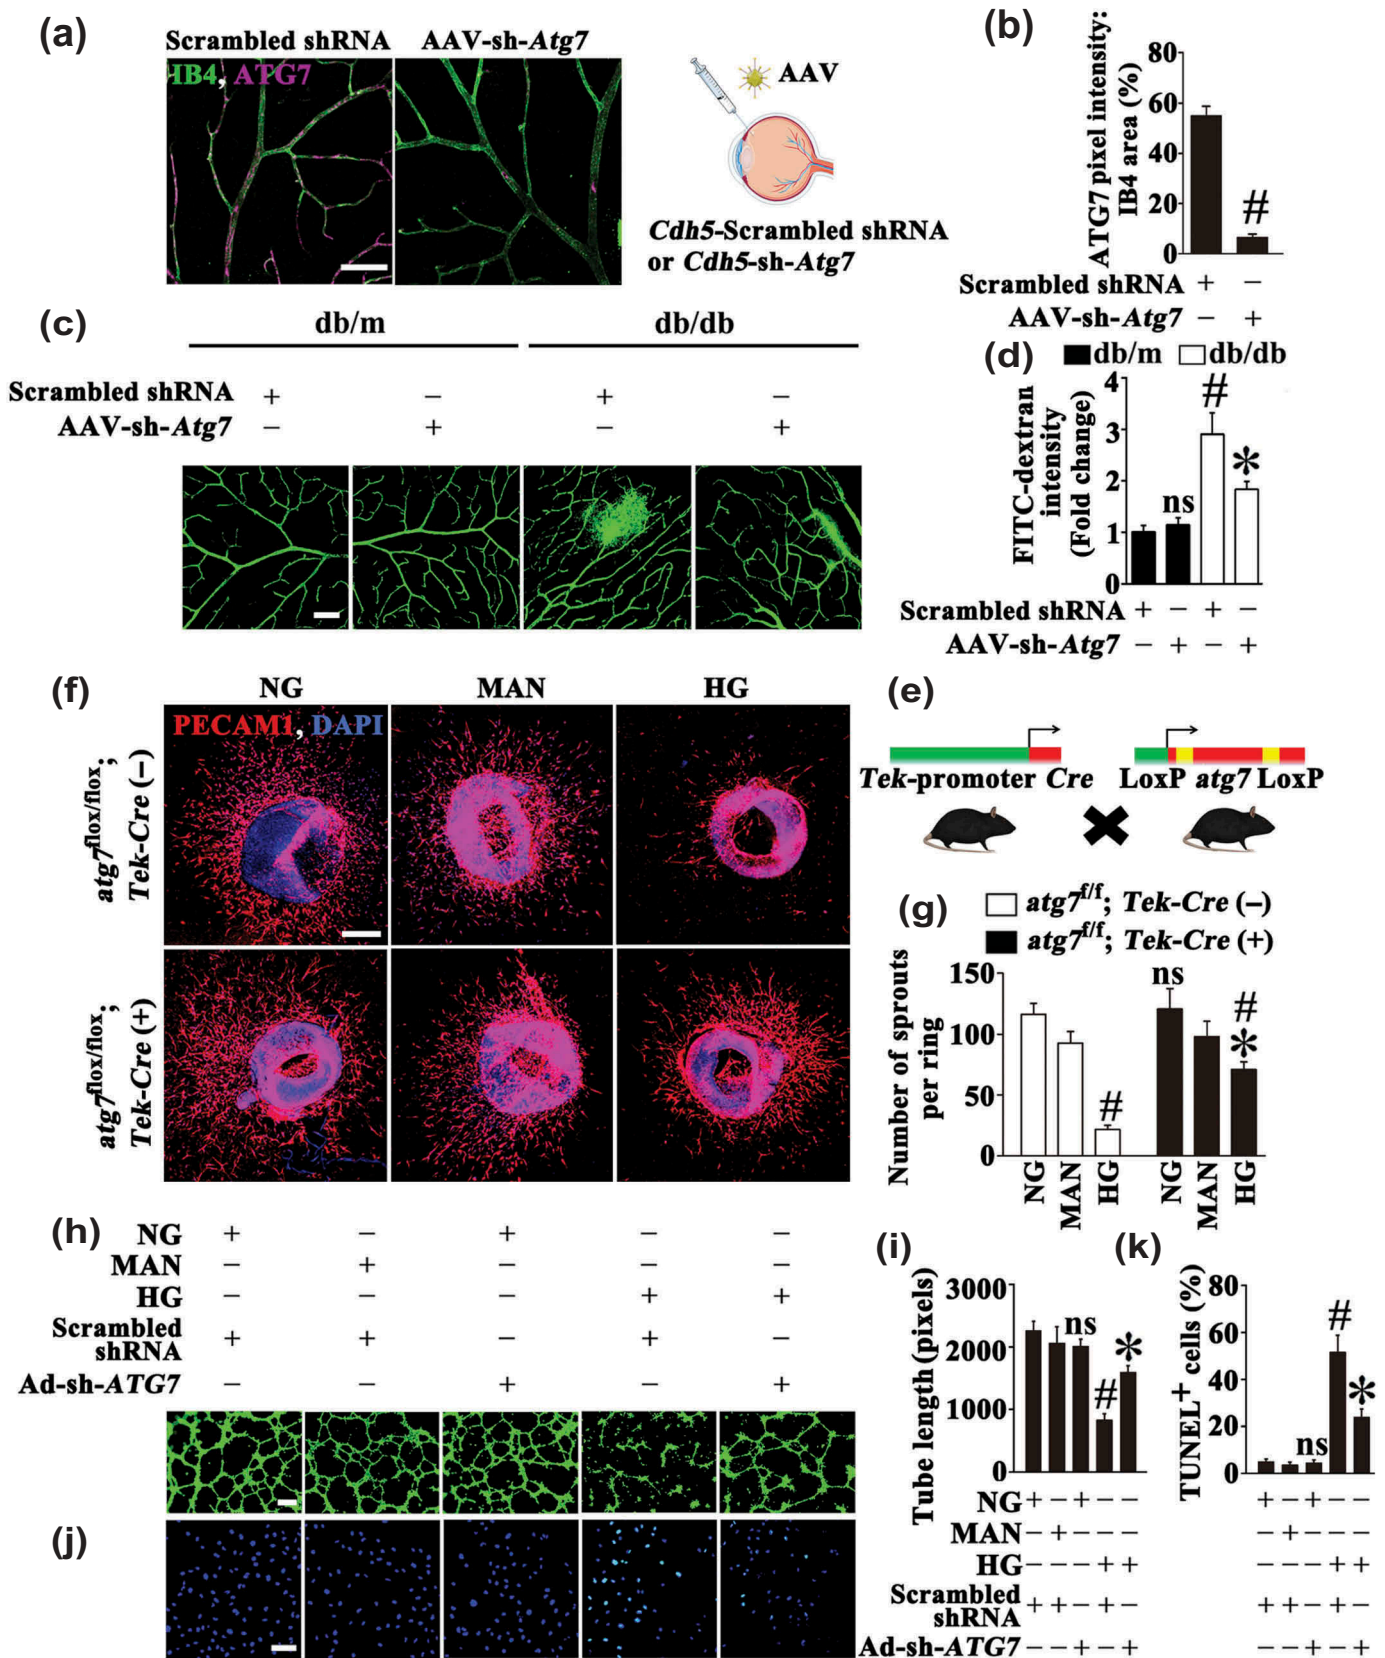 (a)
Scrambled shRNA AAV-sh-Atg7
IB4, ATG7
AAV
Cdh5-Scrambled shRNA
or Cdh5-sh-Atg7
(b)
ATG7 pixel intensity:
IB4 area (%)
80
60
40
20
0
Scrambled shRNA + −
AAV-sh-Atg7 − +
(c)
db/m db/db
Scrambled shRNA + − + −
AAV-sh-Atg7 − + − +
(d)
db/m db/db
FITC-dextran
intensity
(Fold change)
4
3
2
1
0
ns # *
Scrambled shRNA + − + −
AAV-sh-Atg7 − + − +
#
(f)
NG MAN HG
PECAM1, DAPI
atg7flox/flox;
Tek-Cre (−)
atg7flox/flox;
Tek-Cre (+)
(e)
Tek-promoter Cre LoxP atg7 LoxP
(g)
atg7f/f; Tek-Cre (−)
atg7f/f; Tek-Cre (+)
Number of sprouts
per ring
150
100
50
0
# ns # *
NG MAN HG NG MAN HG
(h)
NG + − + − −
MAN − + − − −
HG − − − + +
Scrambled
shRNA + + − + −
Ad-sh-ATG7 − − + − +
(j)
(i)
Tube length (pixels)
3000
2000
1000
0
ns # *
NG + − + − −
MAN − + − − −
HG − − − + +
Scrambled
shRNA + + − + −
Ad-sh-ATG7 − − + − +
(k)
TUNEL+ cells (%)
80
60
40
20
0
ns # *
+ − + − −
− + − − −
− − − + +
+ + − + −
− − + − +